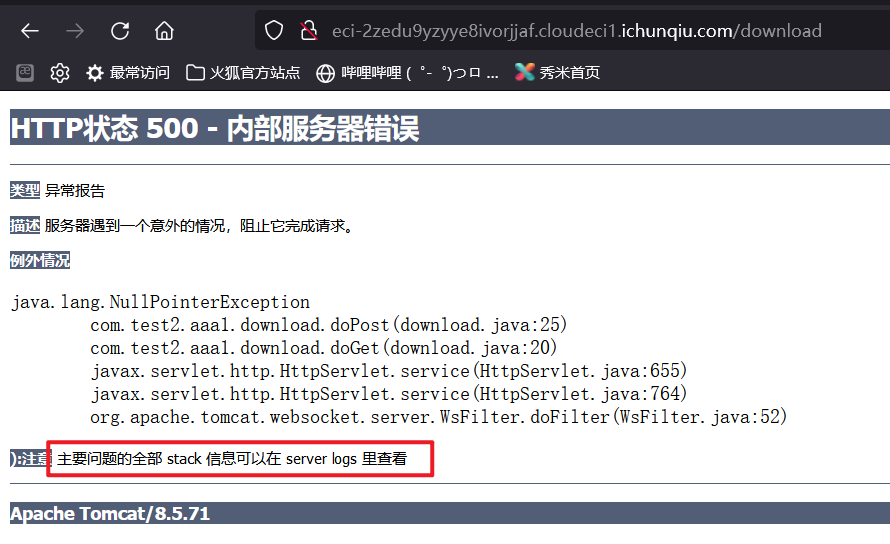 eci-2zedu9yzyye8ivorjjaf.cloudeci1.ichunqiu.com/download
最常访问 火狐官方站点 哔哩哔哩 ( ゜- ゜)つロ ... 秀米首页
HTTP状态 500 - 内部服务器错误
类型 异常报告
描述 服务器遇到一个意外的情况，阻止它完成请求。
例外情况
java.lang.NullPointerException
com.test2.aaa1.download.doPost(download.java:25)
com.test2.aaa1.download.doGet(download.java:20)
javax.servlet.http.HttpServlet.service(HttpServlet.java:655)
javax.servlet.http.HttpServlet.service(HttpServlet.java:764)
org.apache.tomcat.websocket.server.WsFilter.doFilter(WsFilter.java:52)
):注意 主要问题的全部 stack 信息可以在 server logs 里查看
Apache Tomcat/8.5.71